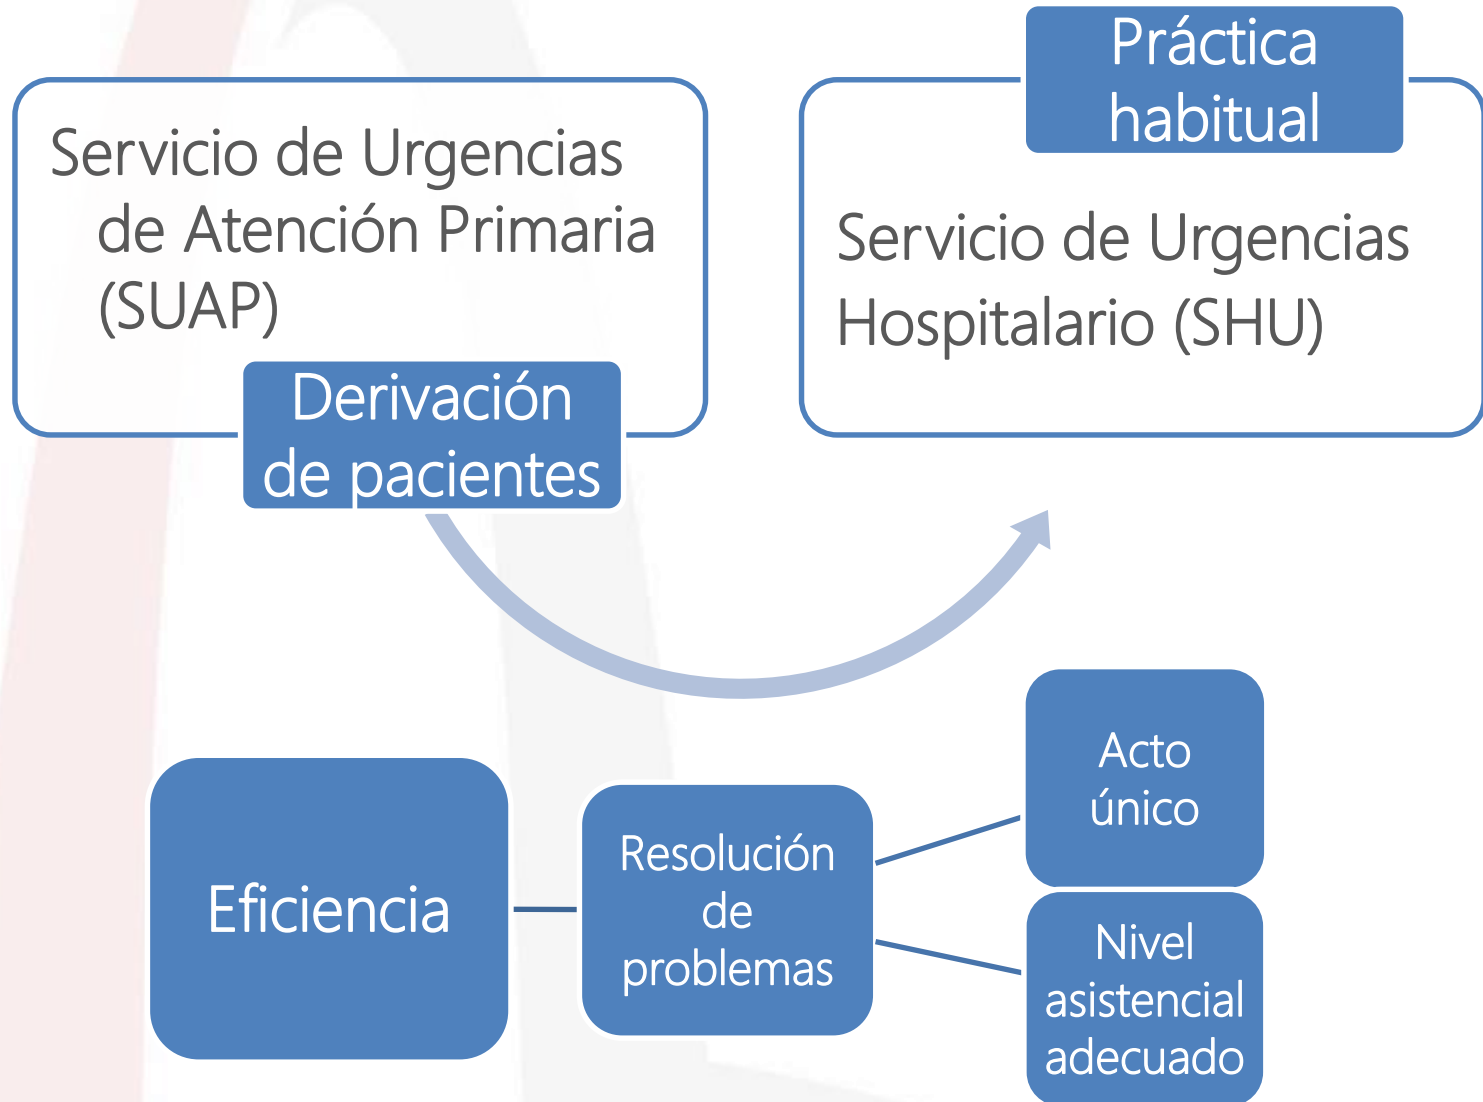 Servicio de Urgencias
de Atención Primaria
(SUAP)
Derivación
de pacientes
Práctica
habitual
Servicio de Urgencias
Hospitalario (SHU)
Eficiencia
Resolución
de
problemas
Acto
único
Nivel
asistencial
adecuado